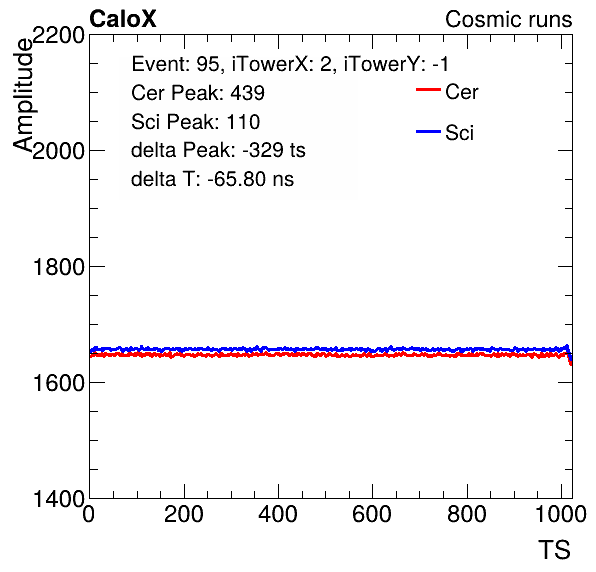 CaloX Cosmic runs
Amplitude
2200
2000
1800
1600
1400
Event: 95, iTowerX: 2, iTowerY: -1
Cer Peak: 439
Sci Peak: 110
delta Peak: -329 ts
delta T: -65.80 ns
Cer
Sci
0 200 400 600 800 1000
TS